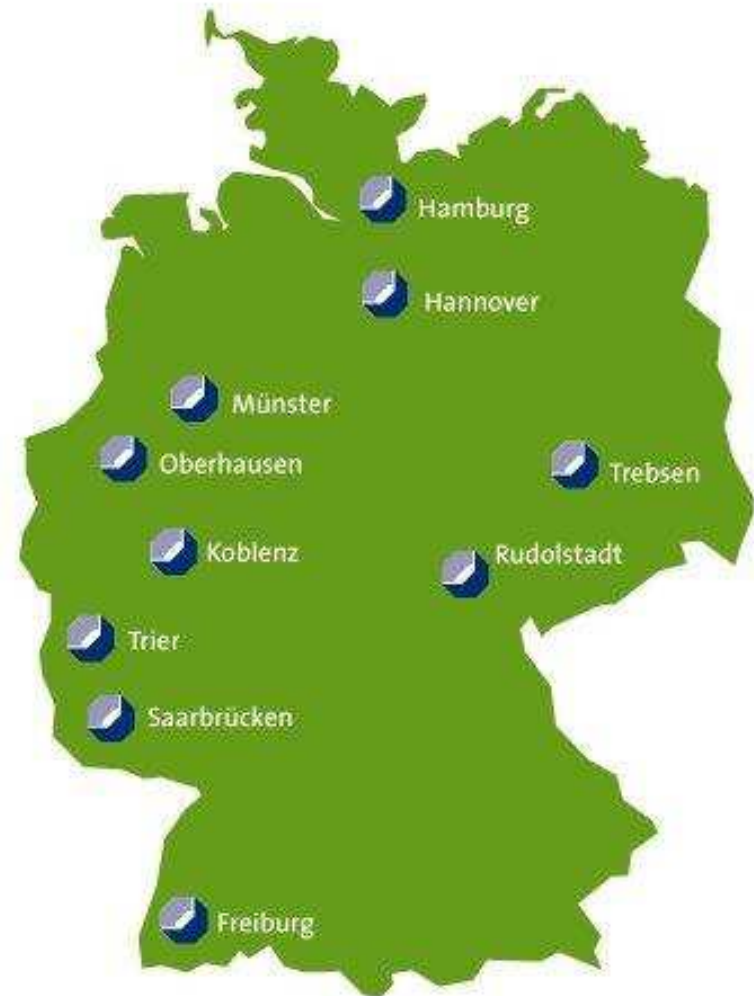 Hamburg
Hannover
Münster
Oberhausen
Trebsen
Koblenz
Rudolstadt
Trier
Saarbrücken
Freiburg